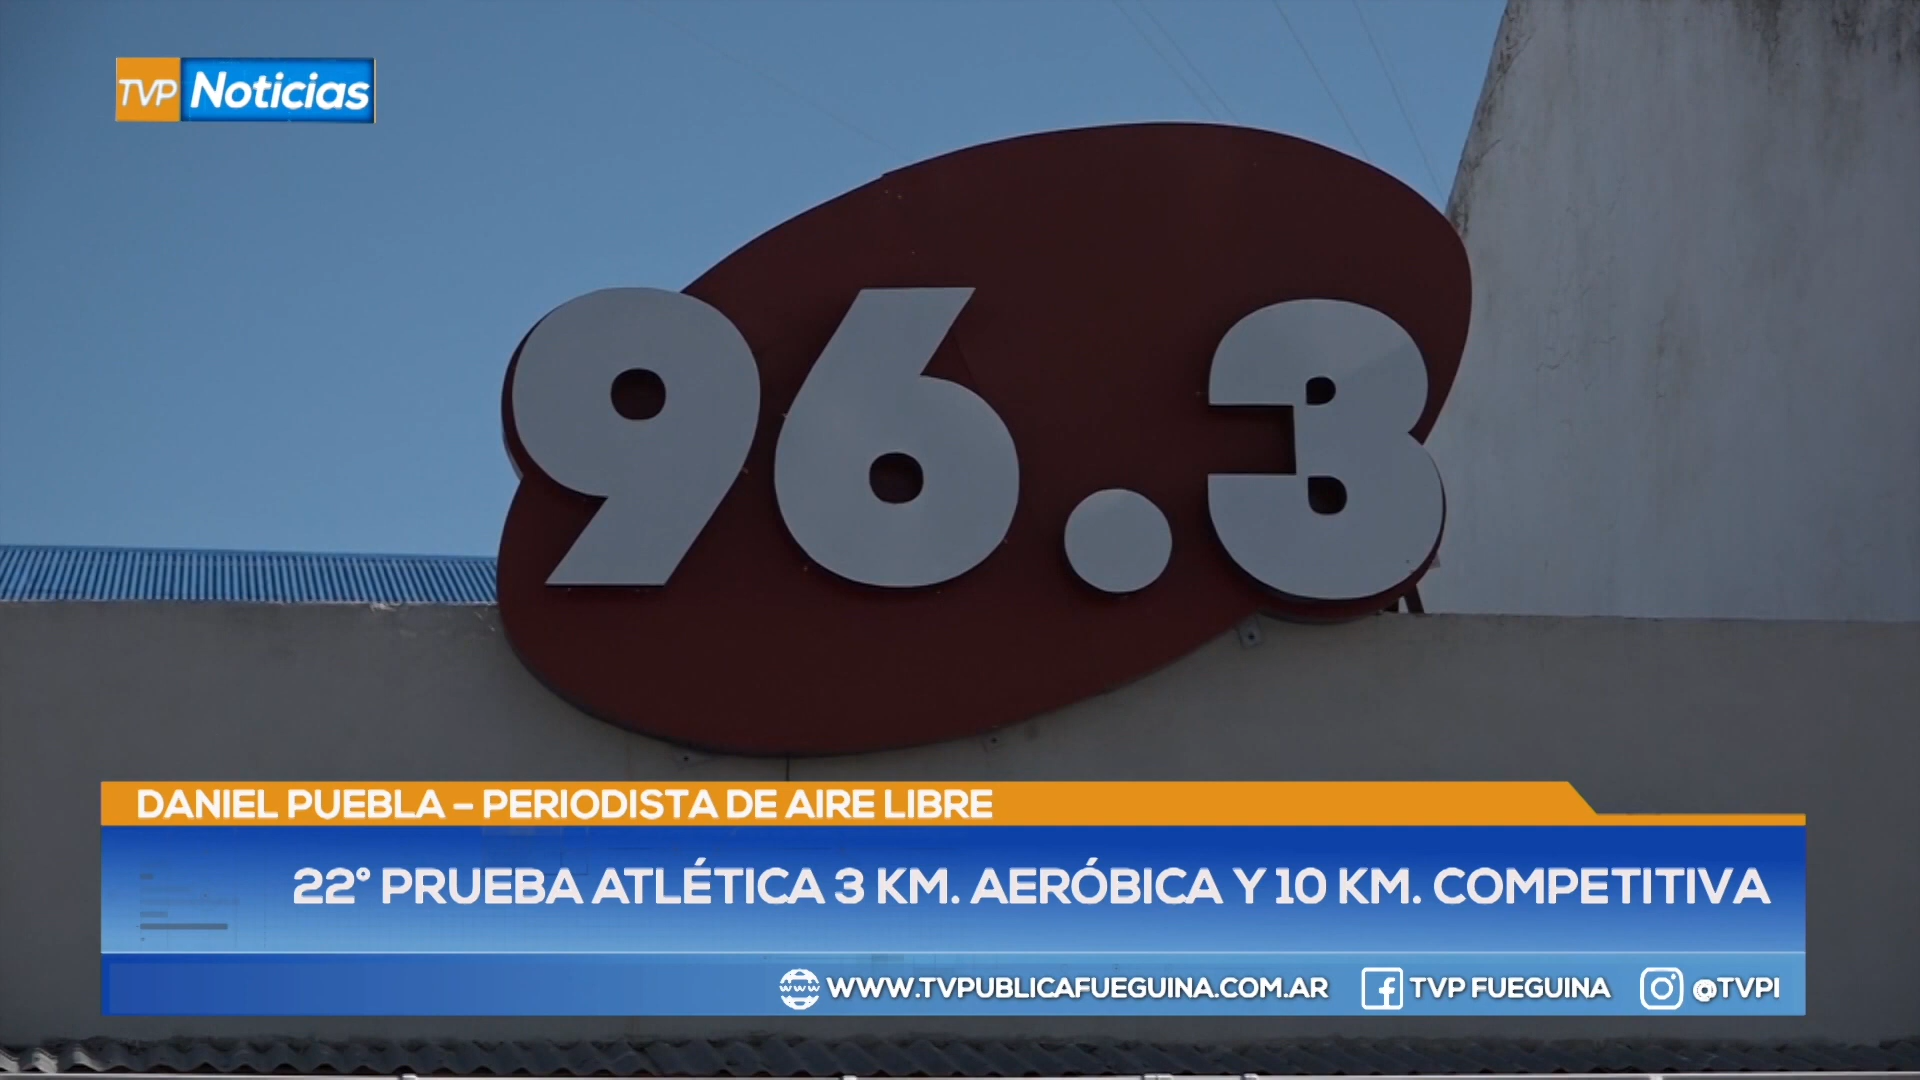 TVP Noticias
96.3
DANIEL PUEBLA – PERIODISTA DE AIRE LIBRE
22° PRUEBA ATLÉTICA 3 KM. AERÓBICA Y 10 KM. COMPETITIVA
WWW.TVPUBLICAFUEGUINA.COM.AR TVP FUEGUINA @TVPI